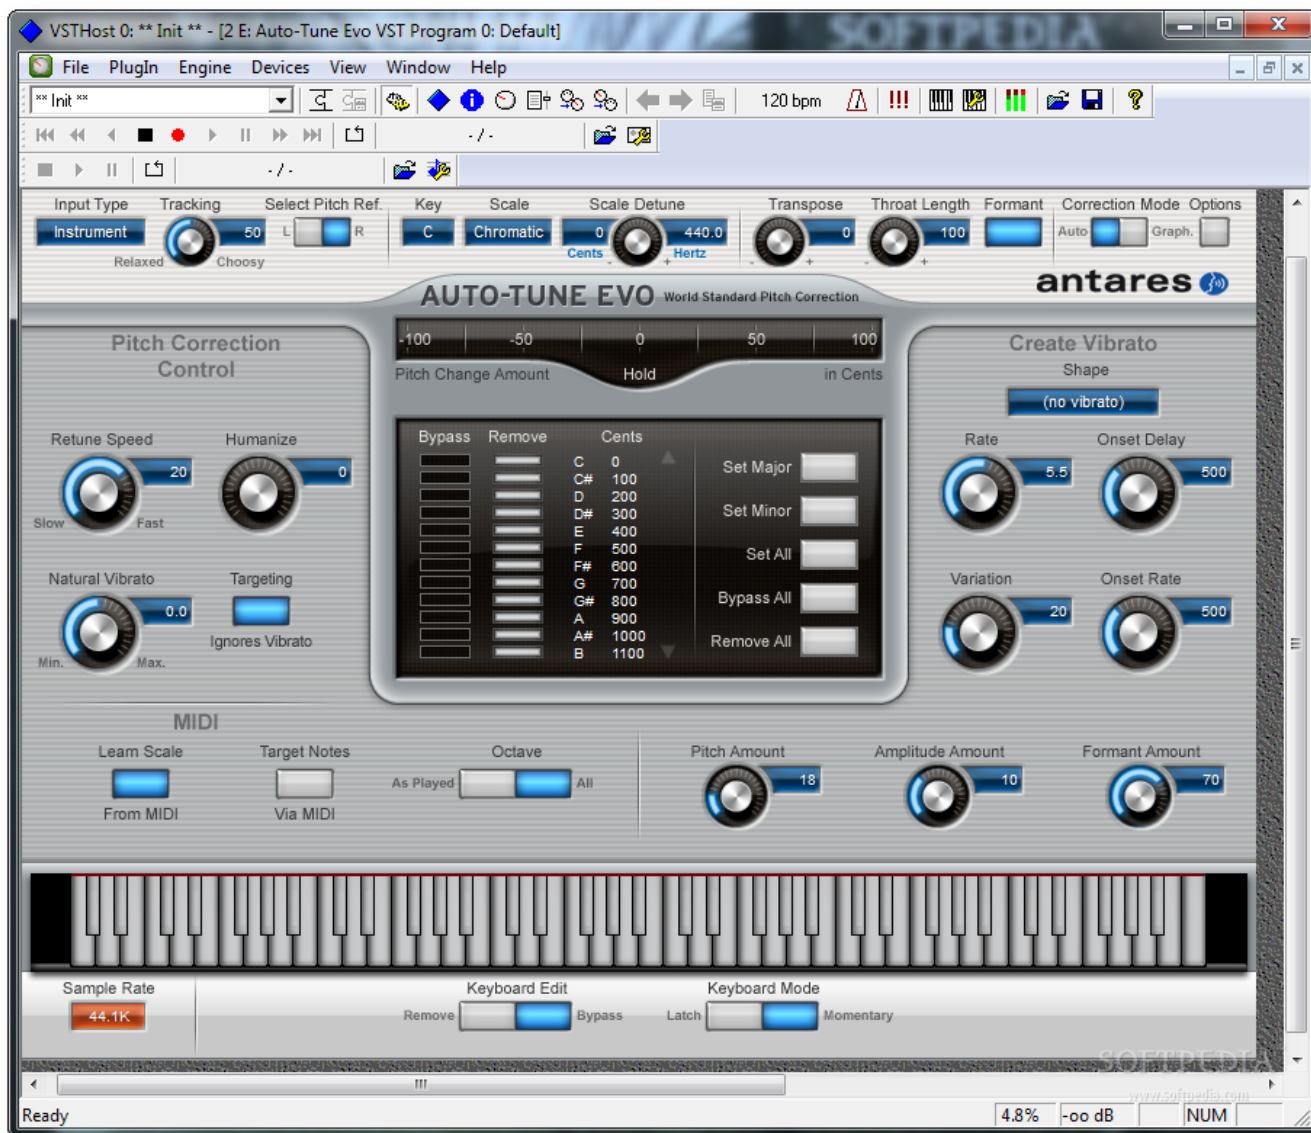 SOFTPEDIA
VSTHost 0: ** Init ** - [2 E: Auto-Tune Evo VST Program 0: Default]
File PlugIn Engine Devices View Window Help
** Init ** 120 bpm
- / -
- / -
Input Type Tracking Select Pitch Ref. Key Scale Scale Detune Transpose Throat Length Formant Correction Mode Options
Instrument 50 L R C Chromatic 0 440.0 0 100 Auto Graph.
Relaxed Choosy Cents - + Hertz - + - +
antares
AUTO-TUNE EVO World Standard Pitch Correction
-100 -50 0 50 100
Pitch Change Amount Hold in Cents
Pitch Correction
Control
Create Vibrato
Shape
(no vibrato)
Retune Speed Humanize
20 0
Slow Fast
Natural Vibrato Targeting
0.0
Ignores Vibrato
Min. Max.
Bypass Remove Cents
C 0
C# 100
D 200
D# 300
E 400
F 500
F# 600
G 700
G# 800
A 900
A# 1000
B 1100
Set Major
Set Minor
Set All
Bypass All
Remove All
Rate Onset Delay
5.5 500
Variation Onset Rate
20 500
MIDI
Learn Scale Target Notes Octave
As Played All
From MIDI Via MIDI
Pitch Amount Amplitude Amount Formant Amount
18 10 70
Sample Rate Keyboard Edit Keyboard Mode
44.1K Remove Bypass Latch Momentary
SOFTPEDIA
www.softpedia.com
Ready 4.8% -oo dB NUM